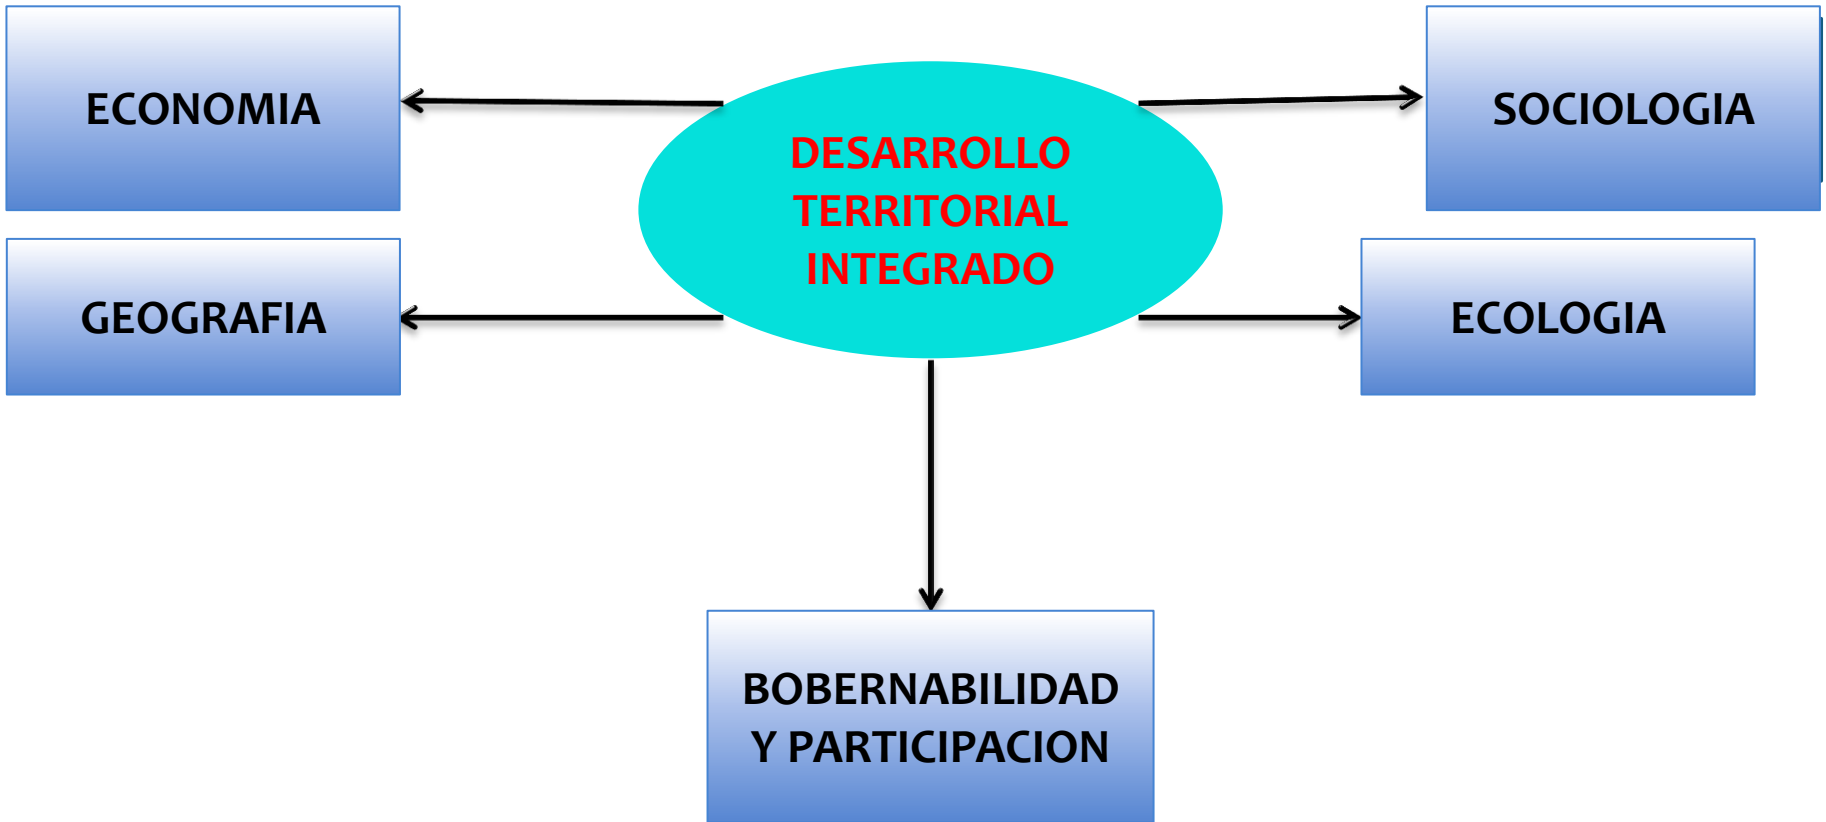 ECONOMIA
DESARROLLO
TERRITORIAL
INTEGRADO
SOCIOLOGIA
GEOGRAFIA
ECOLOGIA
BOBERNABILIDAD
Y PARTICIPACION